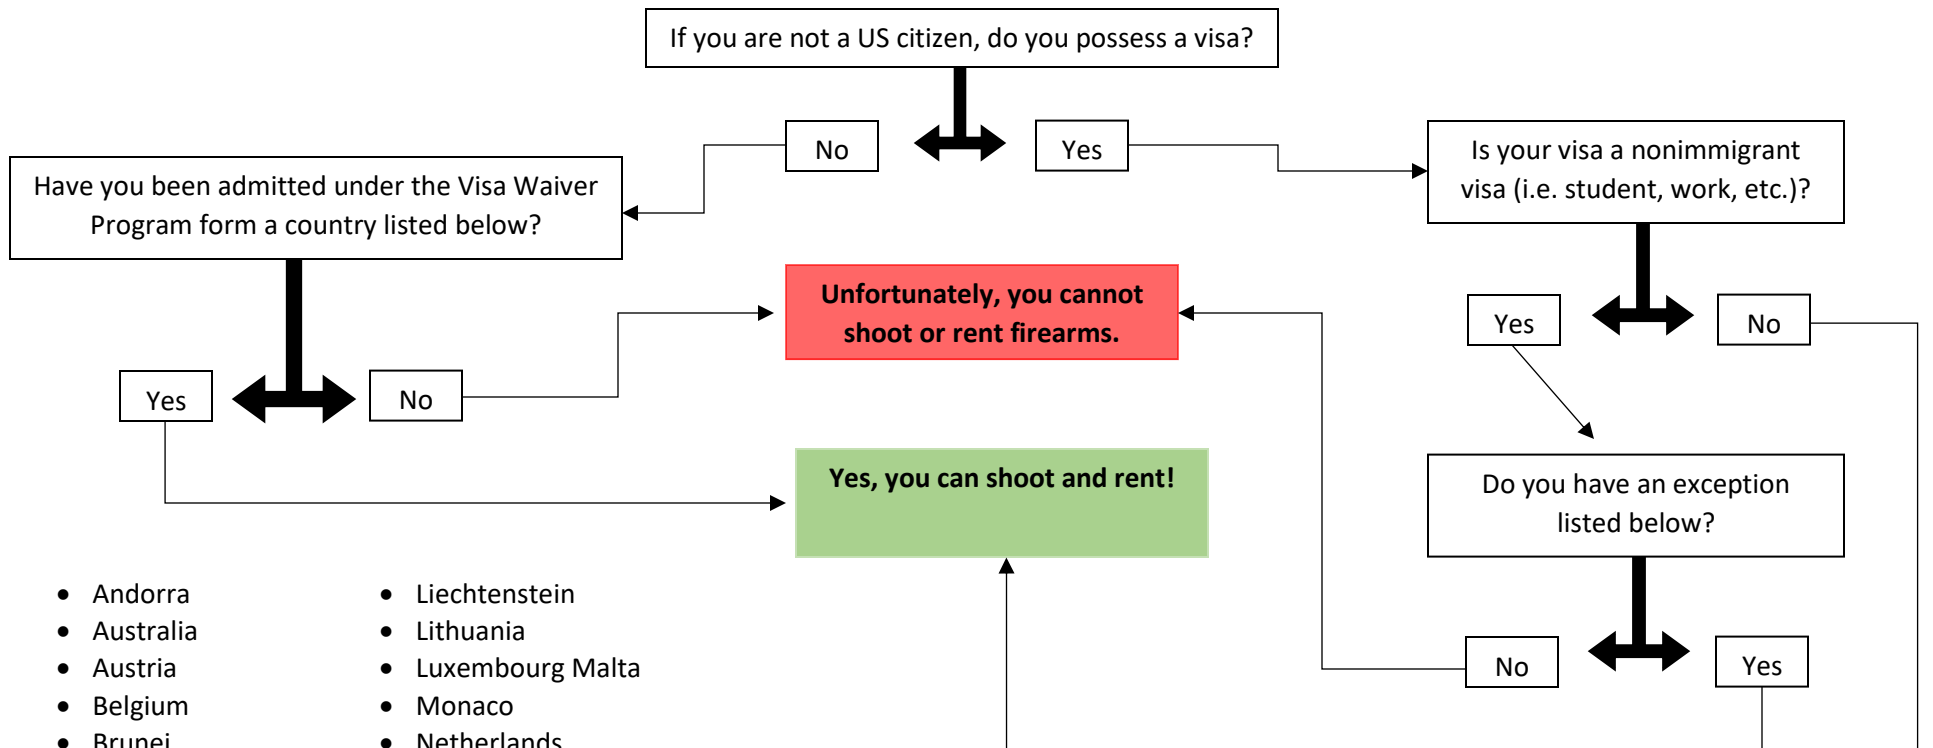 If you are not a US citizen, do you possess a visa?
No
Yes
Is your visa a nonimmigrant
visa (i.e. student, work, etc.)?
Have you been admitted under the Visa Waiver
Program form a country listed below?
Unfortunately, you cannot
shoot or rent firearms.
Yes
No
Yes
No
Yes, you can shoot and rent!
Do you have an exception
listed below?
No
Yes
• Andorra
• Australia
• Austria
• Belgium
• Brunei
• Liechtenstein
• Lithuania
• Luxembourg Malta
• Monaco
• Netherlands